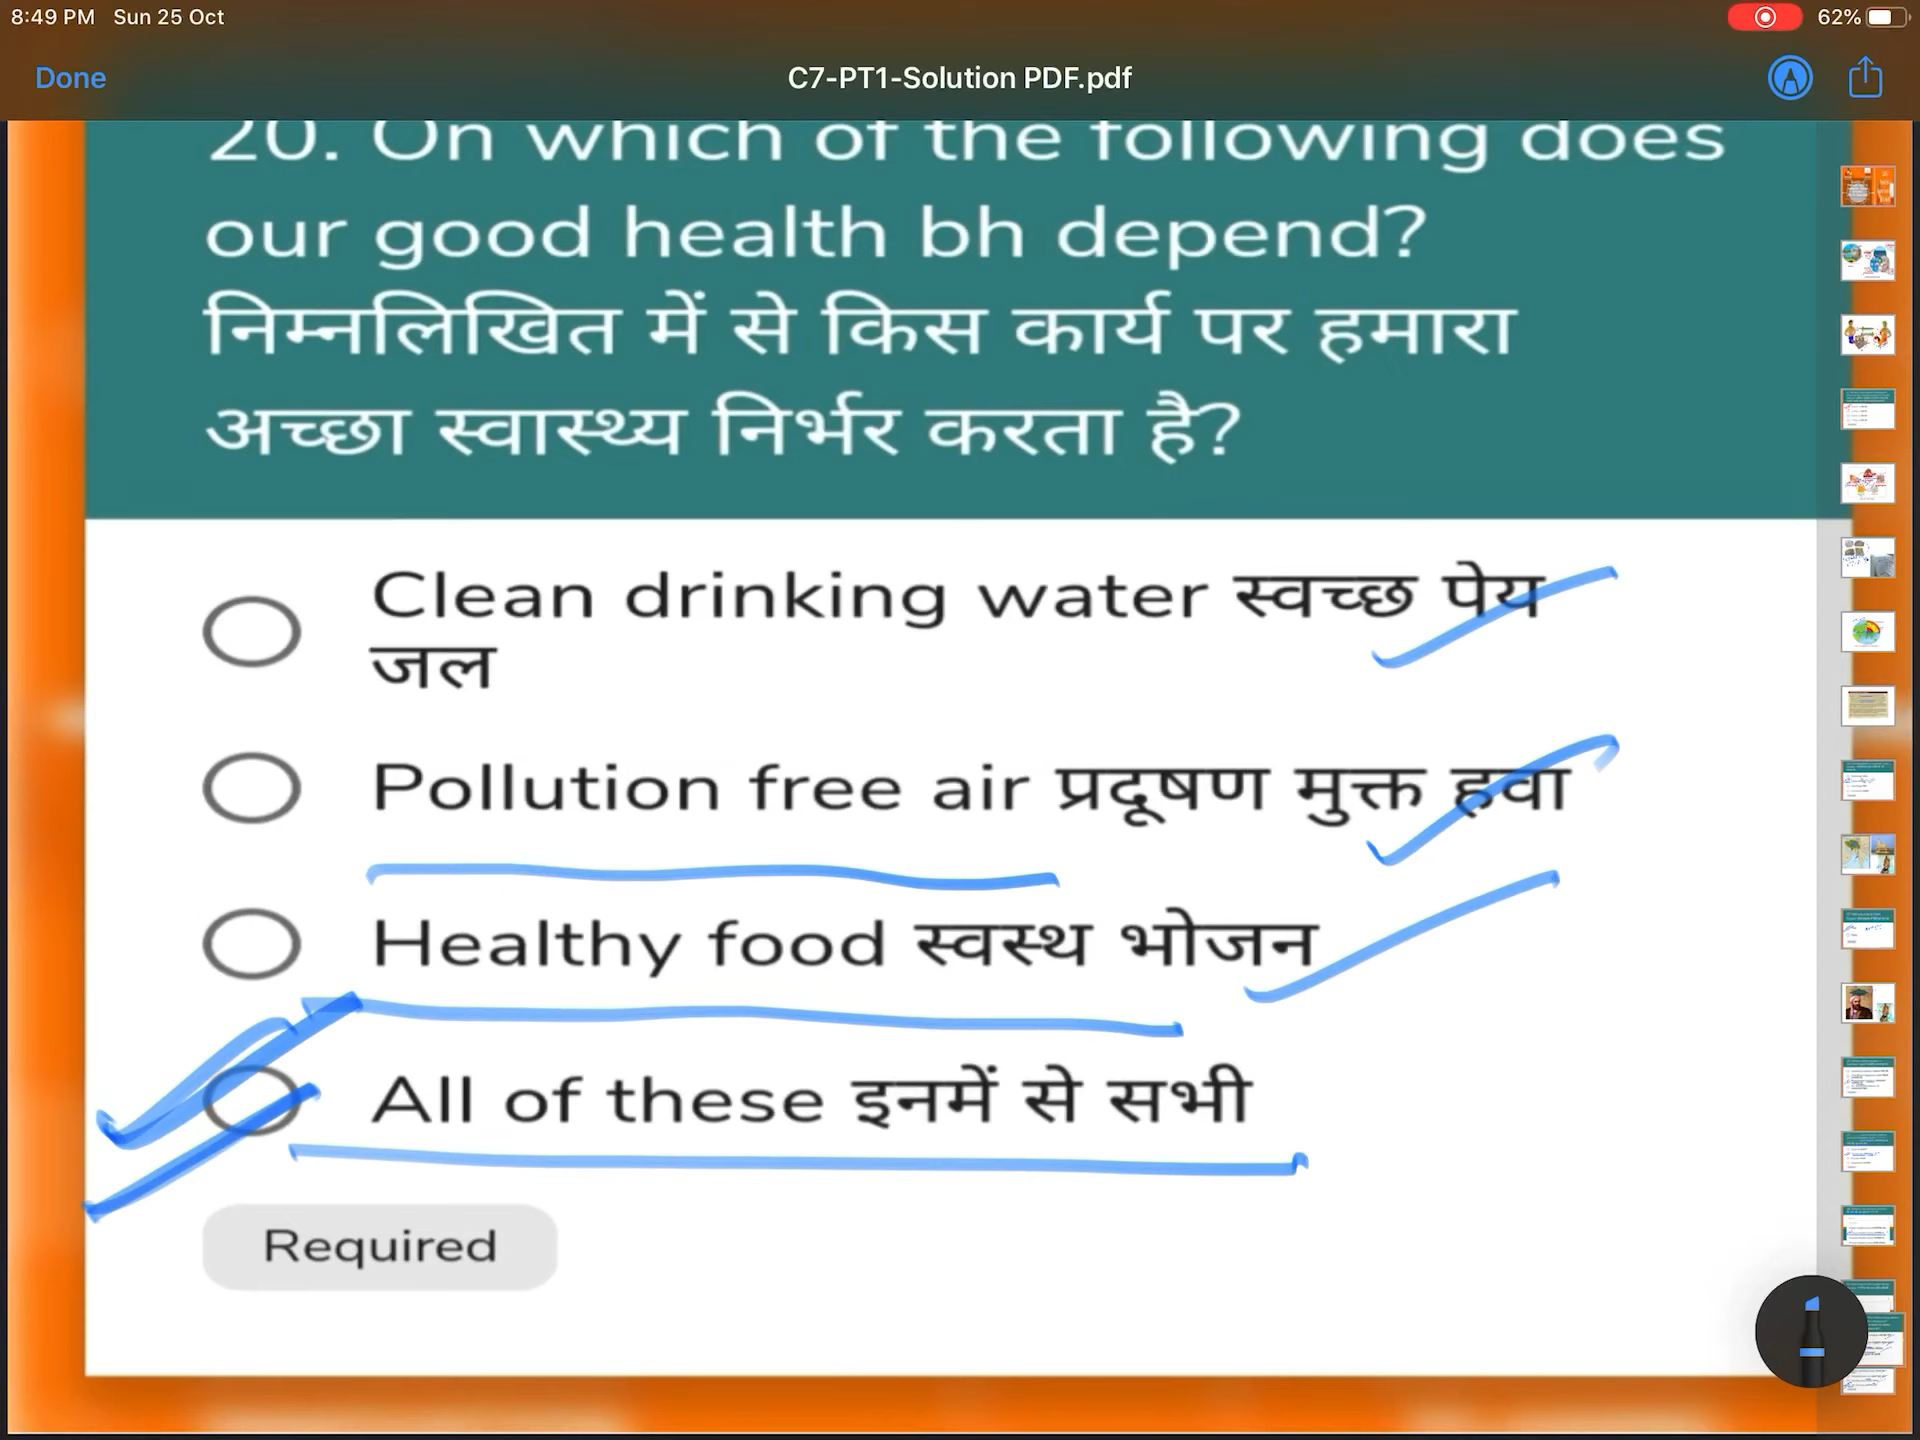 8:49 PM Sun 25 Oct
62%
Done
C7-PT1-Solution PDF.pdf
20. On which of the following does
our good health bh depend?
निम्नलिखित में से किस कार्य पर हमारा
अच्छा स्वास्थ्य निर्भर करता है?
Clean drinking water स्वच्छ पेय
जल
Pollution free air प्रदूषण मुक्त हवा
Healthy food स्वस्थ भोजन
All of these इनमें से सभी
Required